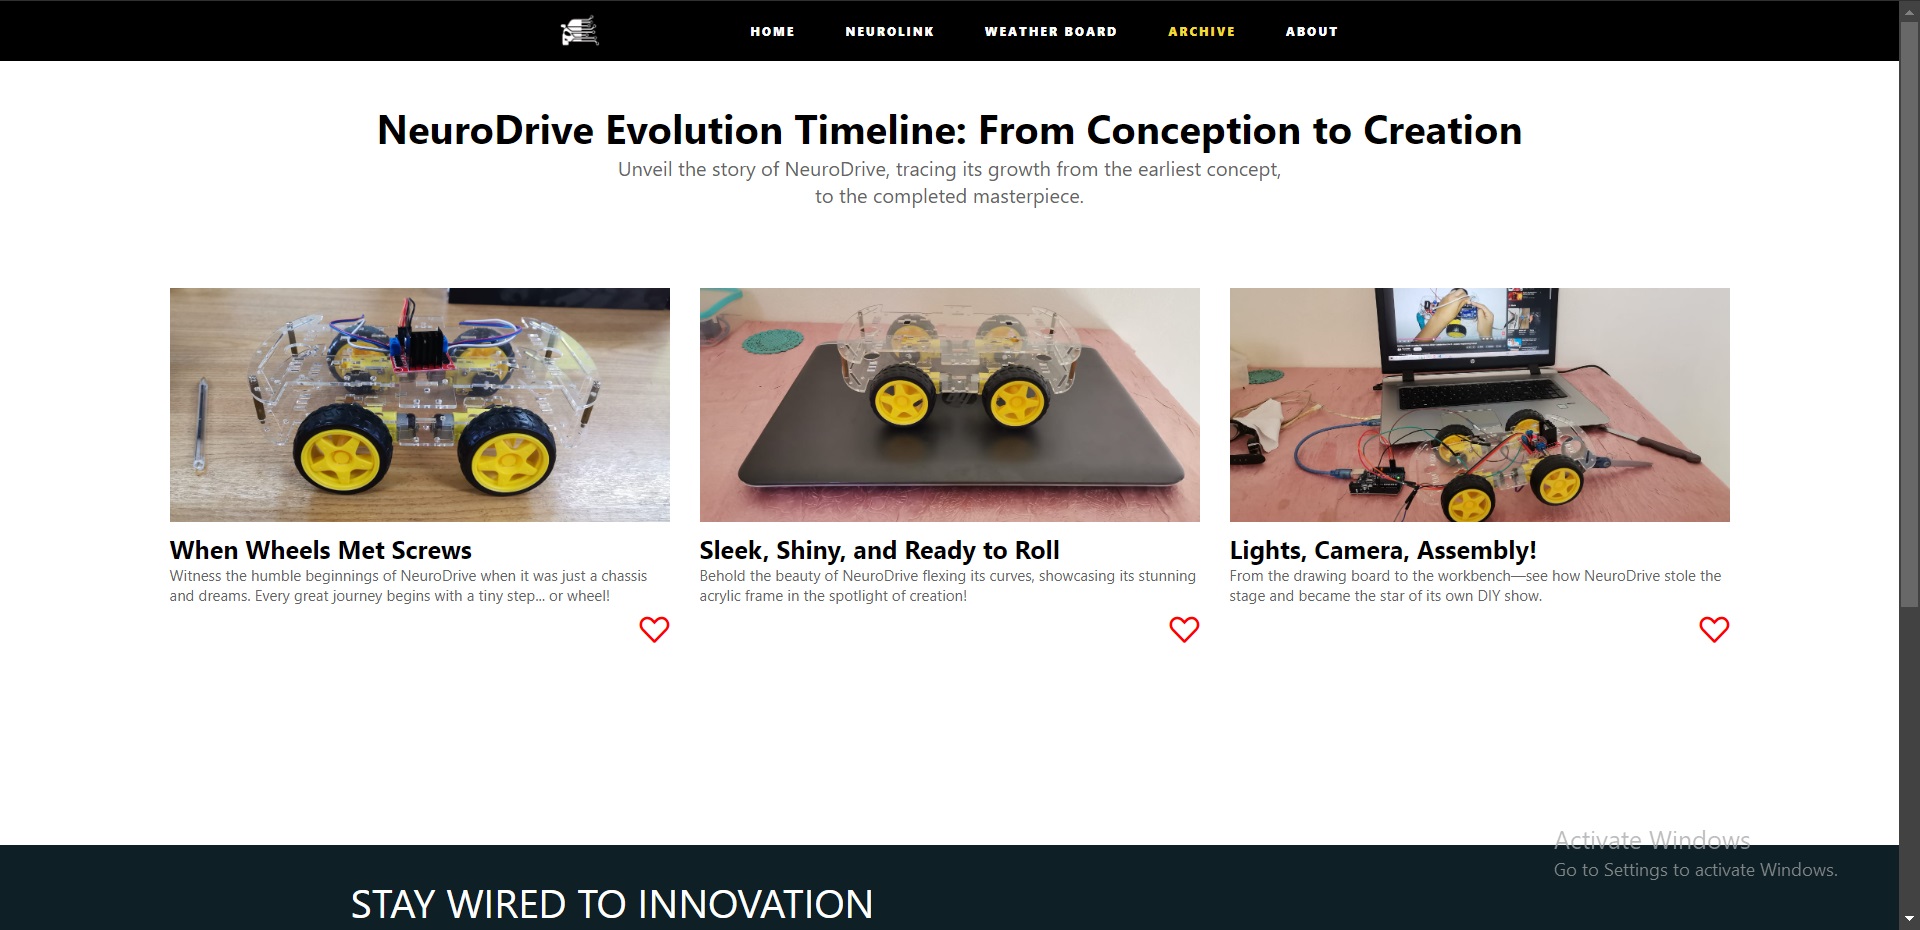 HOME NEUROLINK WEATHER BOARD ARCHIVE ABOUT
NeuroDrive Evolution Timeline: From Conception to Creation
Unveil the story of NeuroDrive, tracing its growth from the earliest concept,
to the completed masterpiece.
When Wheels Met Screws
Witness the humble beginnings of NeuroDrive when it was just a chassis
and dreams. Every great journey begins with a tiny step... or wheel!
Sleek, Shiny, and Ready to Roll
Behold the beauty of NeuroDrive flexing its curves, showcasing its stunning
acrylic frame in the spotlight of creation!
Lights, Camera, Assembly!
From the drawing board to the workbench—see how NeuroDrive stole the
stage and became the star of its own DIY show.
Activate Windows
Go to Settings to activate Windows.
STAY WIRED TO INNOVATION